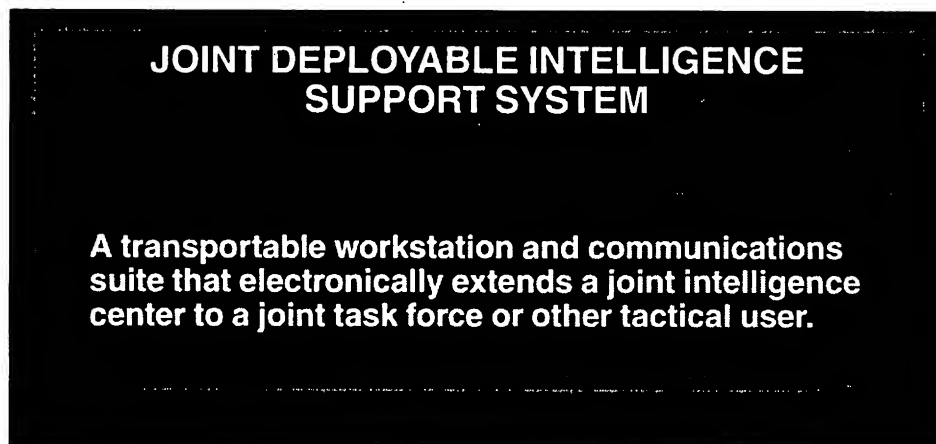 JOINT DEPLOYABLE INTELLIGENCE
SUPPORT SYSTEM
A transportable workstation and communications
suite that electronically extends a joint intelligence
center to a joint task force or other tactical user.